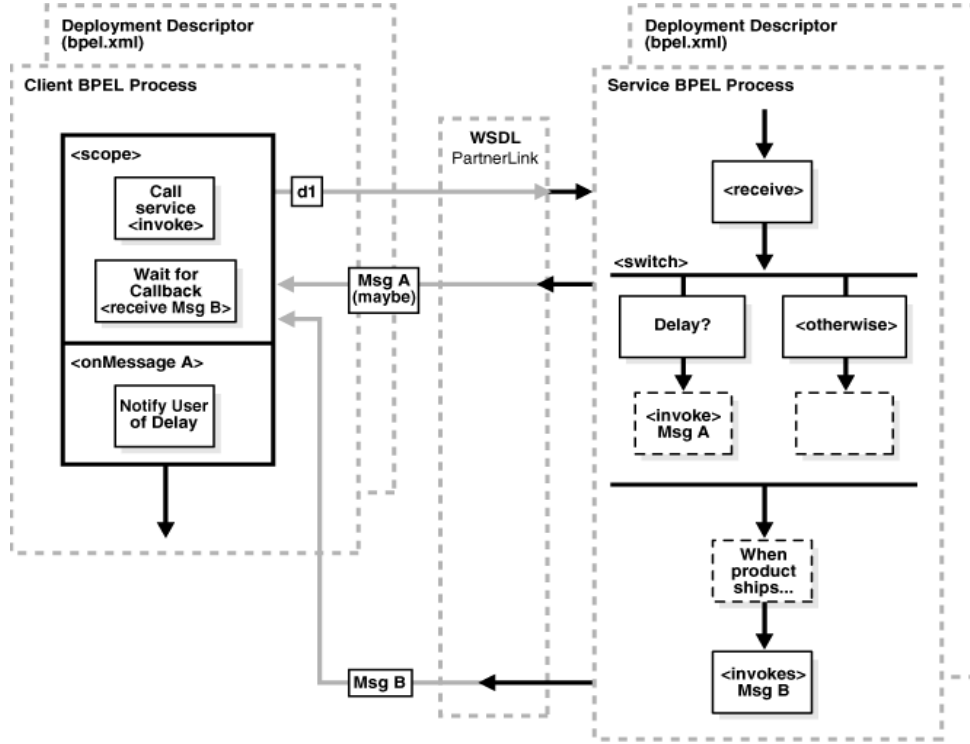 Deployment Descriptor
(bpel.xml)
Client BPEL Process
<scope>
Call
service
<invoke>
Wait for
Callback
<receive Msg B>
<onMessage A>
Notify User
of Delay
d1
Msg A
(maybe)
Msg B
WSDL
PartnerLink
Deployment Descriptor
(bpel.xml)
Service BPEL Process
<receive>
<switch>
Delay?
<otherwise>
<invoke>
Msg A
When
product
ships...
<invokes>
Msg B